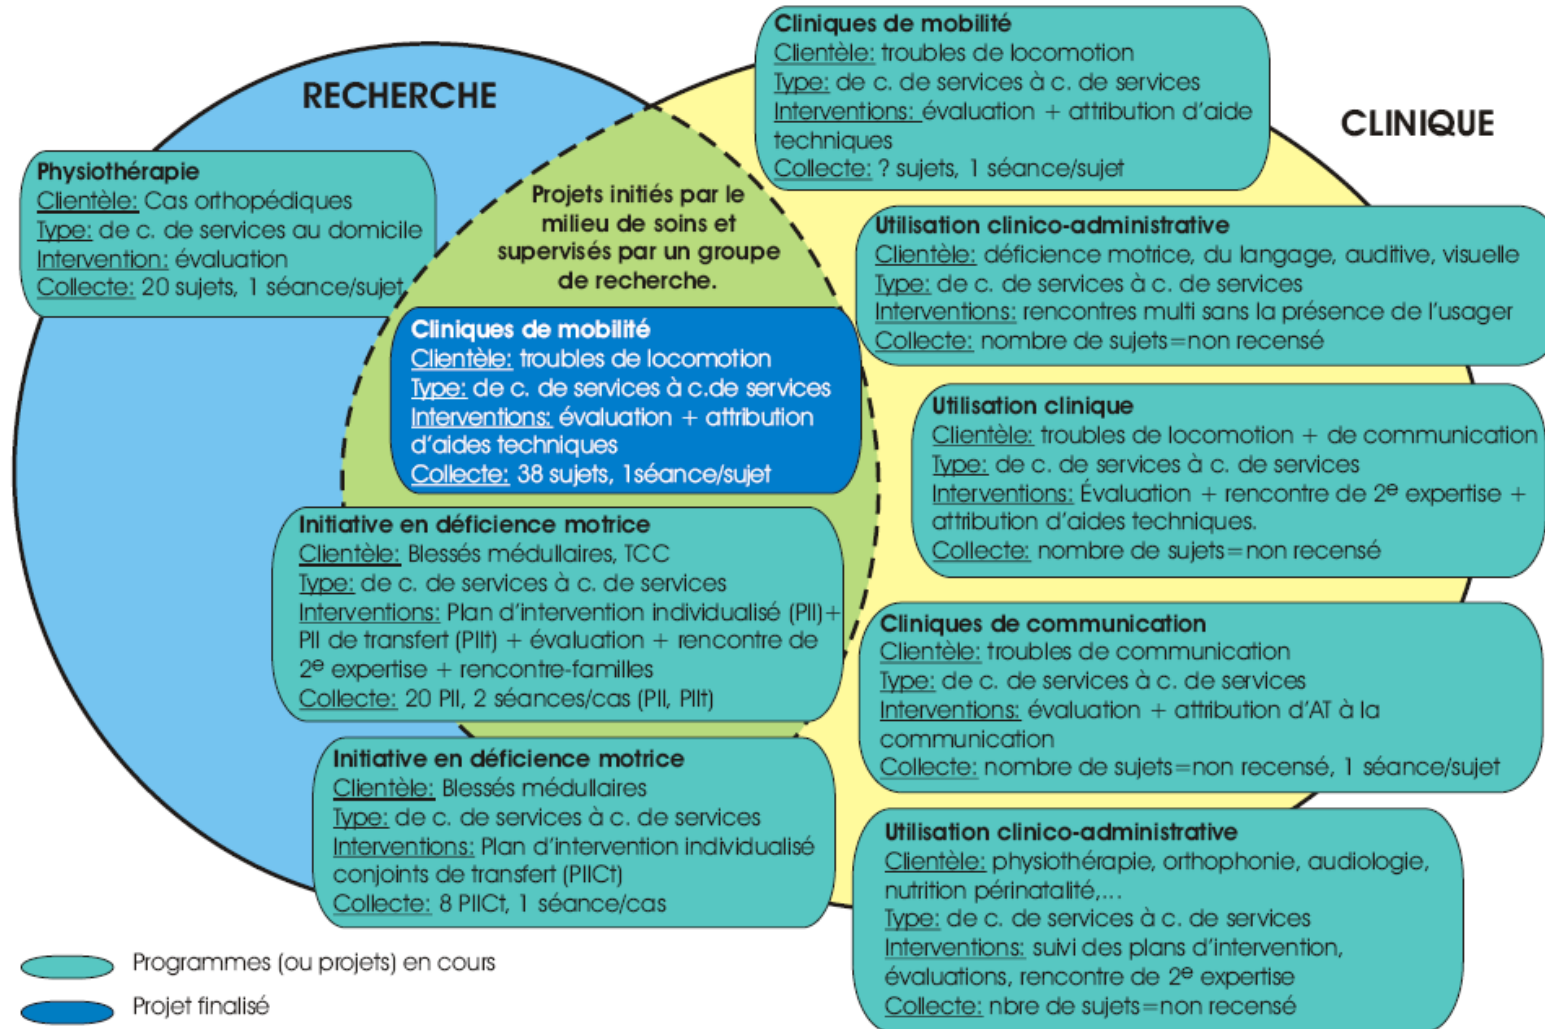 RECHERCHE
CLINIQUE
Physiothérapie
Clientèle: Cas orthopédiques
Type: de c. de services au domicile
Intervention: évaluation
Collecte: 20 sujets, 1 séance/sujet
Projets initiés par le
milieu de soins et
supervisés par un groupe
de recherche.
Cliniques de mobilité
Clientèle: troubles de locomotion
Type: de c. de services à c.de services
Interventions: évaluation + attribution
d'aides techniques
Collecte: 38 sujets, 1séance/sujet
Initiative en déficience motrice
Clientèle: Blessés médullaires, TCC
Type: de c. de services à c. de services
Interventions: Plan d'intervention individualisé (PII)+
PII de transfert (PIIt) + évaluation + rencontre de
2e expertise + rencontre-familles
Collecte: 20 PII, 2 séances/cas (PII, PIIt)
Initiative en déficience motrice
Clientèle: Blessés médullaires
Type: de c. de services à c. de services
Interventions: Plan d'intervention individualisé
conjoints de transfert (PIICt)
Collecte: 8 PIICt, 1 séance/cas
Cliniques de mobilité
Clientèle: troubles de locomotion
Type: de c. de services à c. de services
Interventions: évaluation + attribution d'aide
techniques
Collecte: ? sujets, 1 séance/sujet
Utilisation clinico-administrative
Clientèle: déficience motrice, du langage, auditive, visuelle
Type: de c. de services à c. de services
Interventions: rencontres multi sans la présence de l'usager
Collecte: nombre de sujets=non recensé
Utilisation clinique
Clientèle: troubles de locomotion + de communication
Type: de c. de services à c. de services
Interventions: Évaluation + rencontre de 2e expertise +
attribution d'aides techniques.
Collecte: nombre de sujets=non recensé
Cliniques de communication
Clientèle: troubles de communication
Type: de c. de services à c. de services
Interventions: évaluation + attribution d'AT à la
communication
Collecte: nombre de sujets=non recensé, 1 séance/sujet
Utilisation clinico-administrative
Clientèle: physiothérapie, orthophonie, audiologie,
nutrition périnatalité,...
Type: de c. de services à c. de services
Interventions: suivi des plans d'intervention,
évaluations, rencontre de 2e expertise
Collecte: nbre de sujets=non recensé
Programmes (ou projets) en cours
Projet finalisé